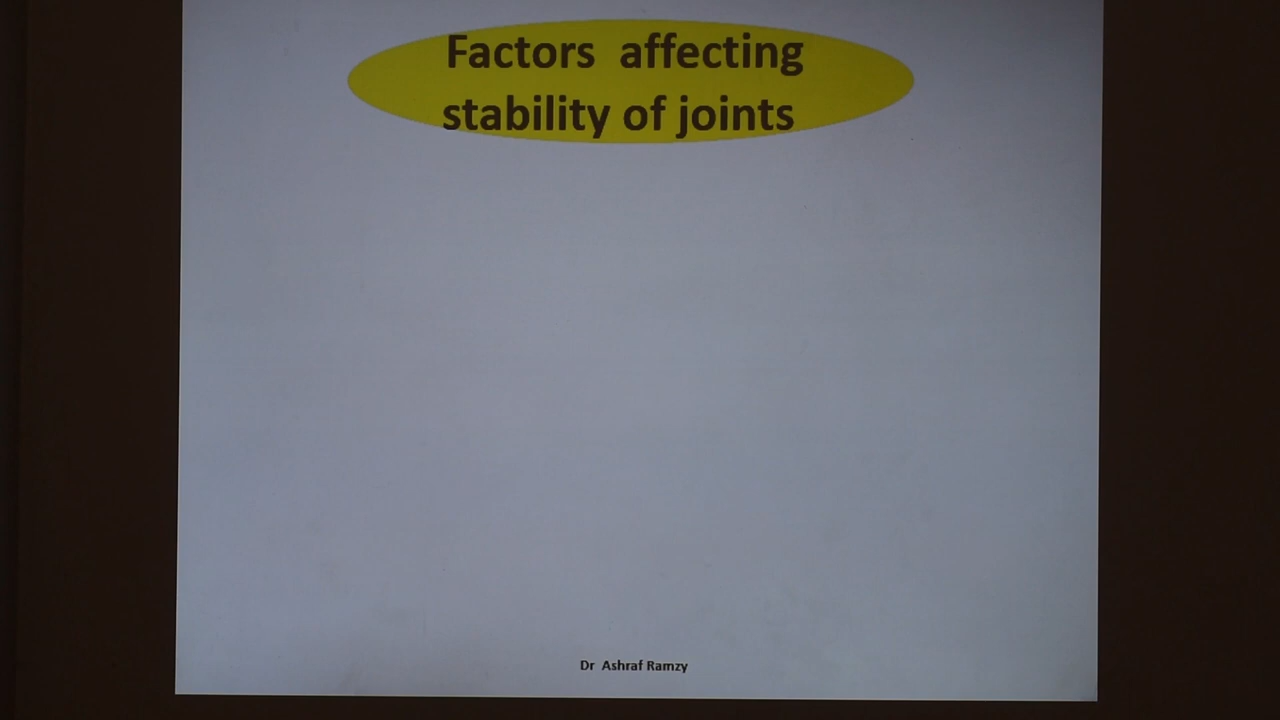 Factors affecting
stability of joints
Dr Ashraf Ramzy